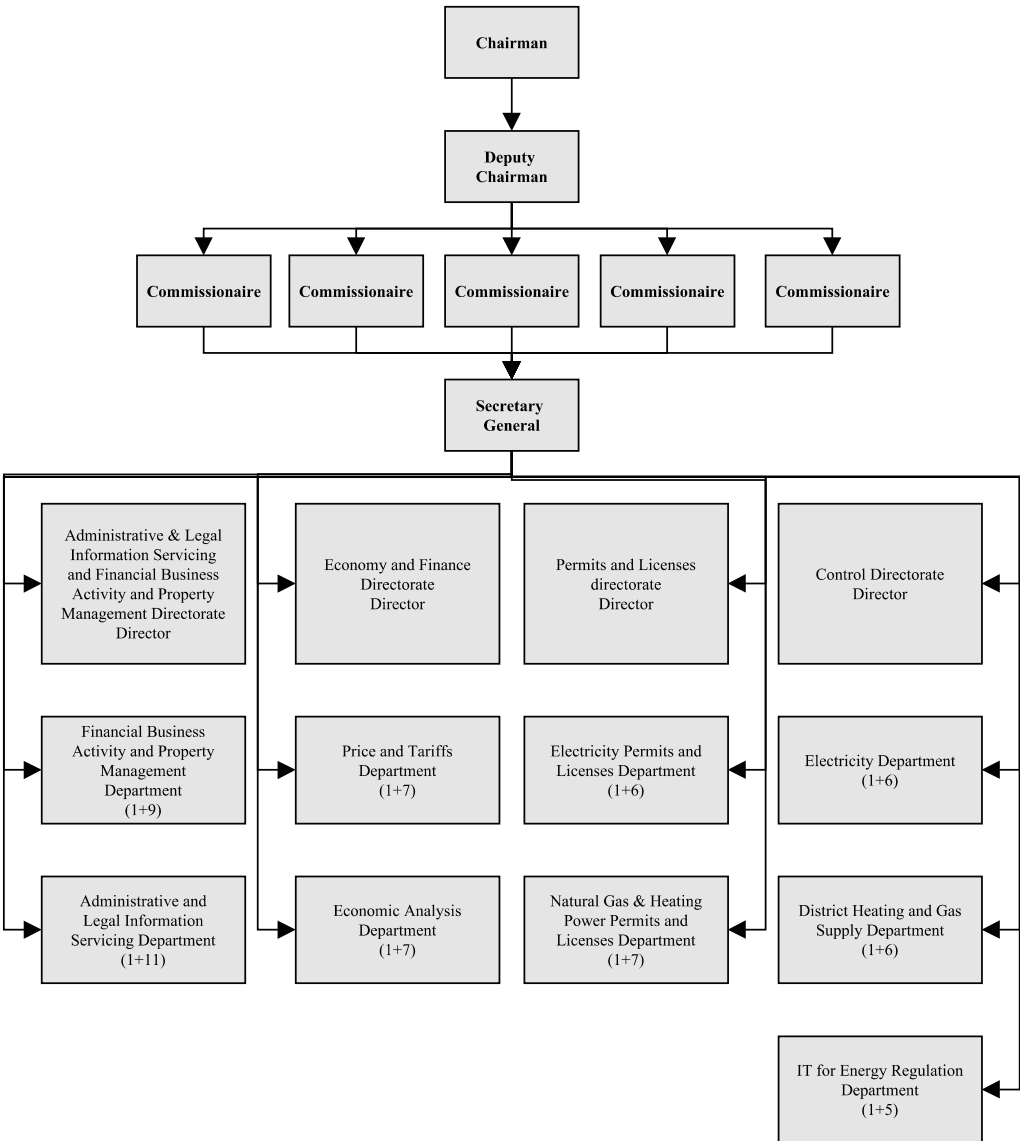 Chairman
Deputy
Chairman
Commissionaire
Commissionaire
Commissionaire
Commissionaire
Commissionaire
Secretary
General
Administrative & Legal
Information Servicing
and Financial Business
Activity and Property
Management Directorate
Director
Economy and Finance
Directorate
Director
Permits and Licenses
directorate
Director
Control Directorate
Director
Financial Business
Activity and Property
Management
Department
(1+9)
Price and Tariffs
Department
(1+7)
Electricity Permits and
Licenses Department
(1+6)
Electricity Department
(1+6)
Administrative and
Legal Information
Servicing Department
(1+11)
Economic Analysis
Department
(1+7)
Natural Gas & Heating
Power Permits and
Licenses Department
(1+7)
District Heating and Gas
Supply Department
(1+6)
IT for Energy Regulation
Department
(1+5)